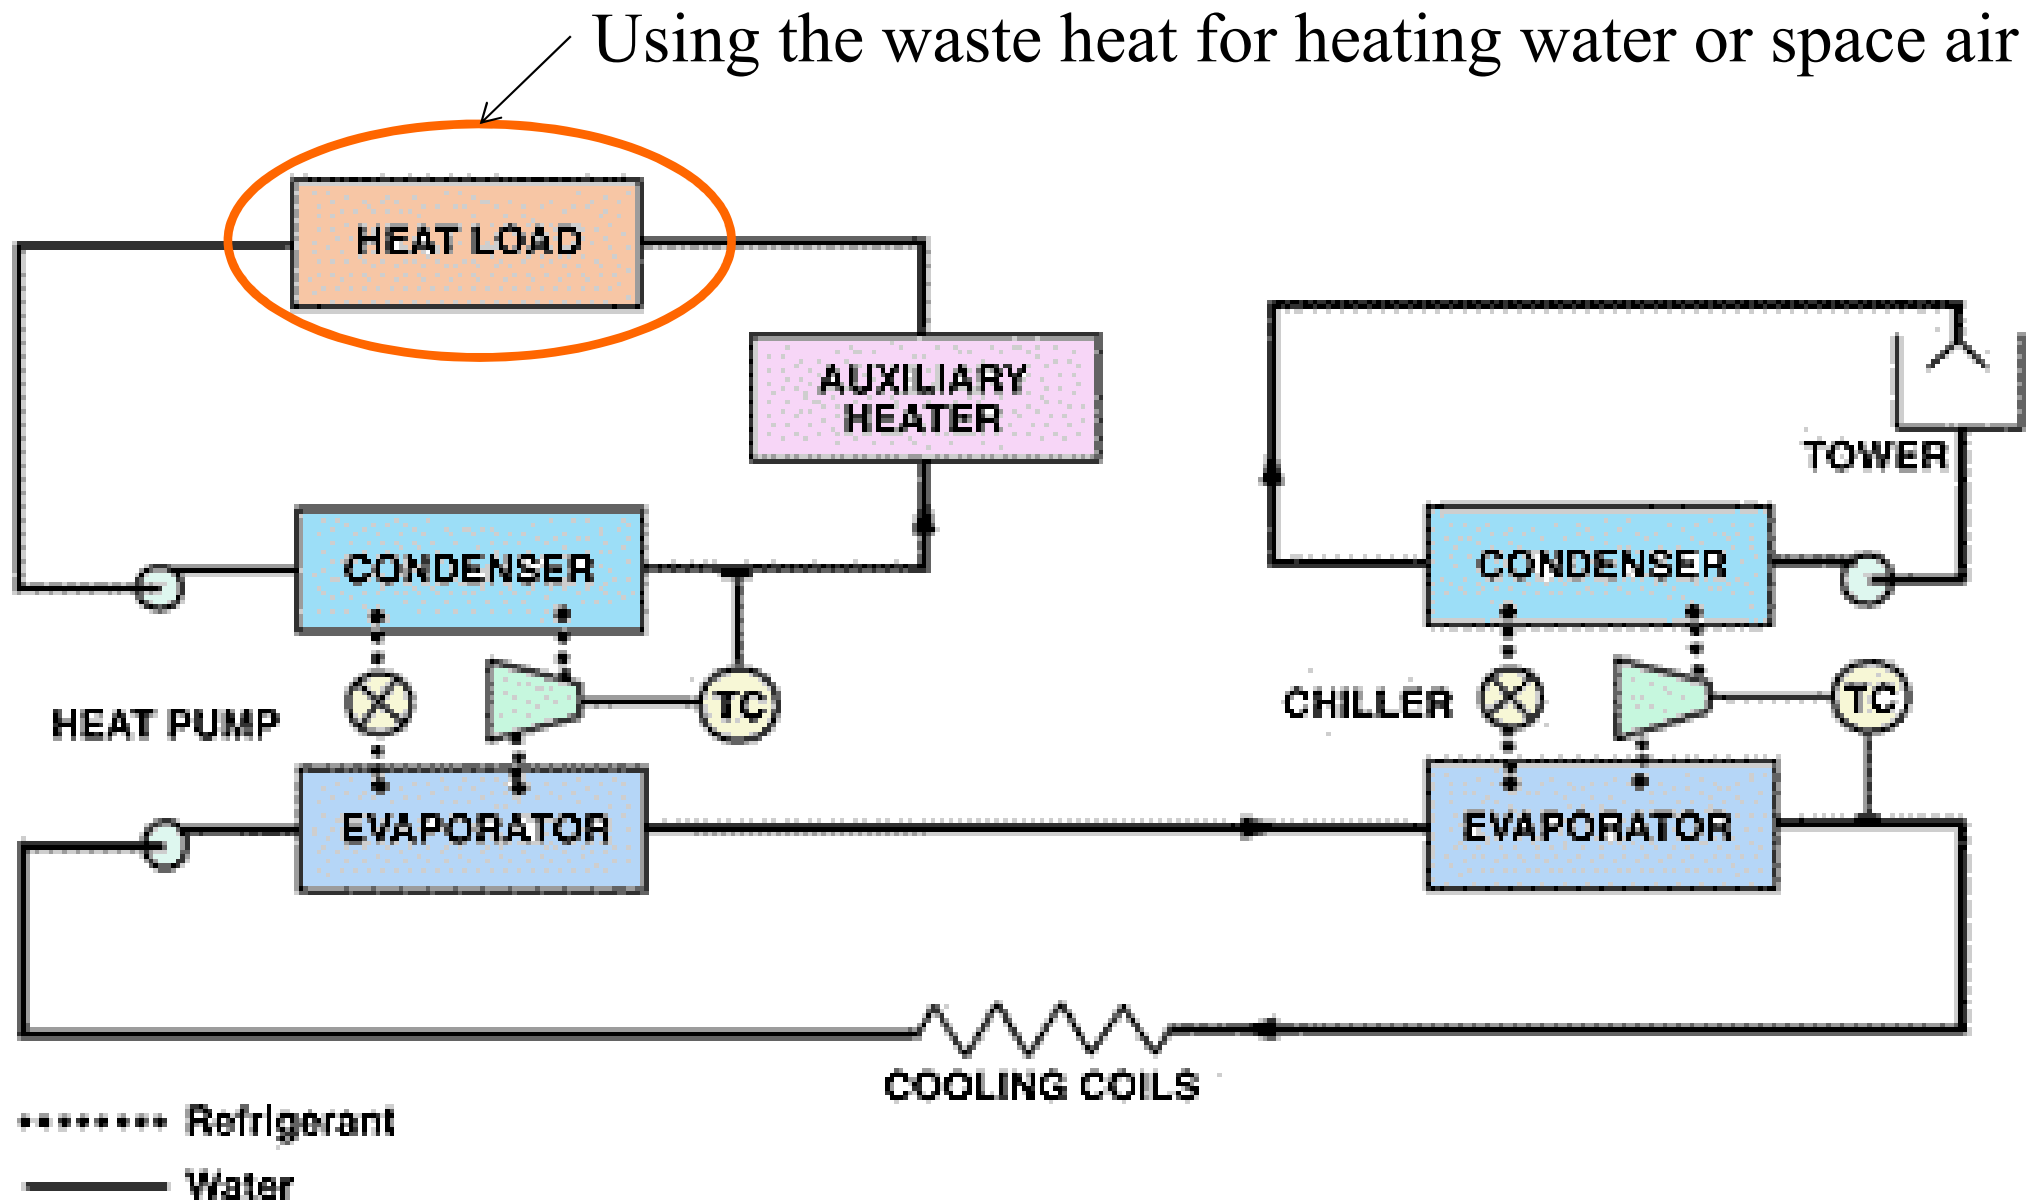 Using the waste heat for heating water or space air
HEAT LOAD
AUXILIARY
HEATER
TOWER
CONDENSER
CONDENSER
HEAT PUMP
TC
CHILLER
TC
EVAPORATOR
EVAPORATOR
COOLING COILS
Refrigerant
Water